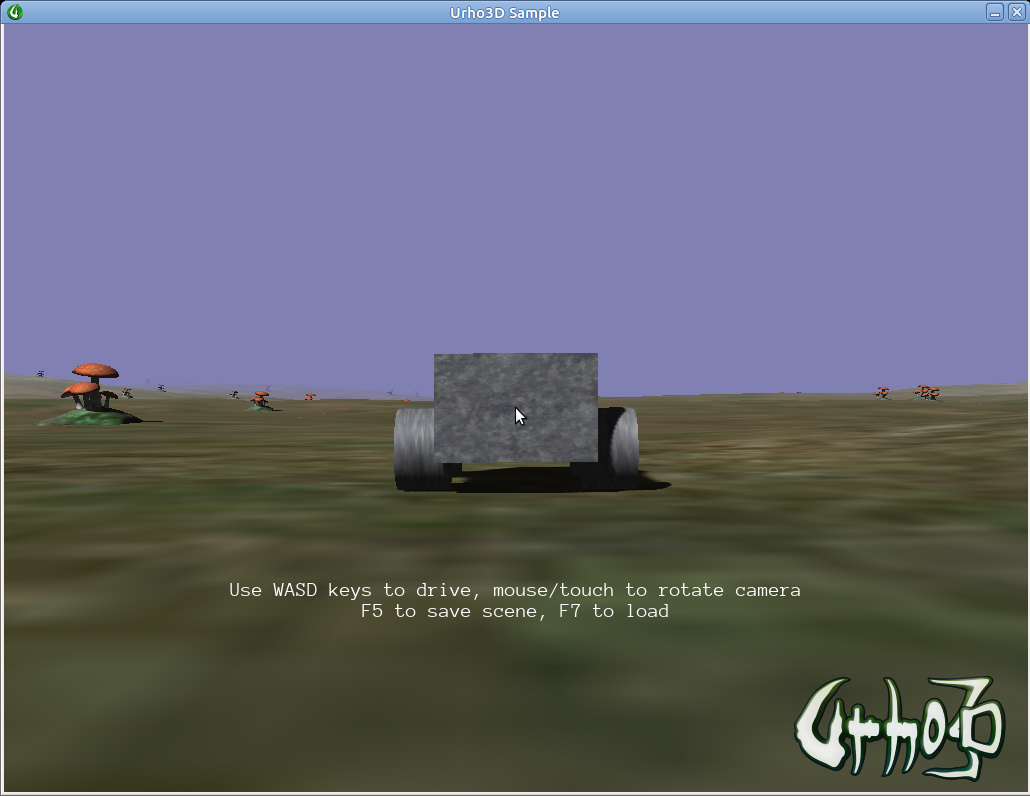 Urho3D Sample
Use WASD keys to drive, mouse/touch to rotate camera
F5 to save scene, F7 to load
Urho3D